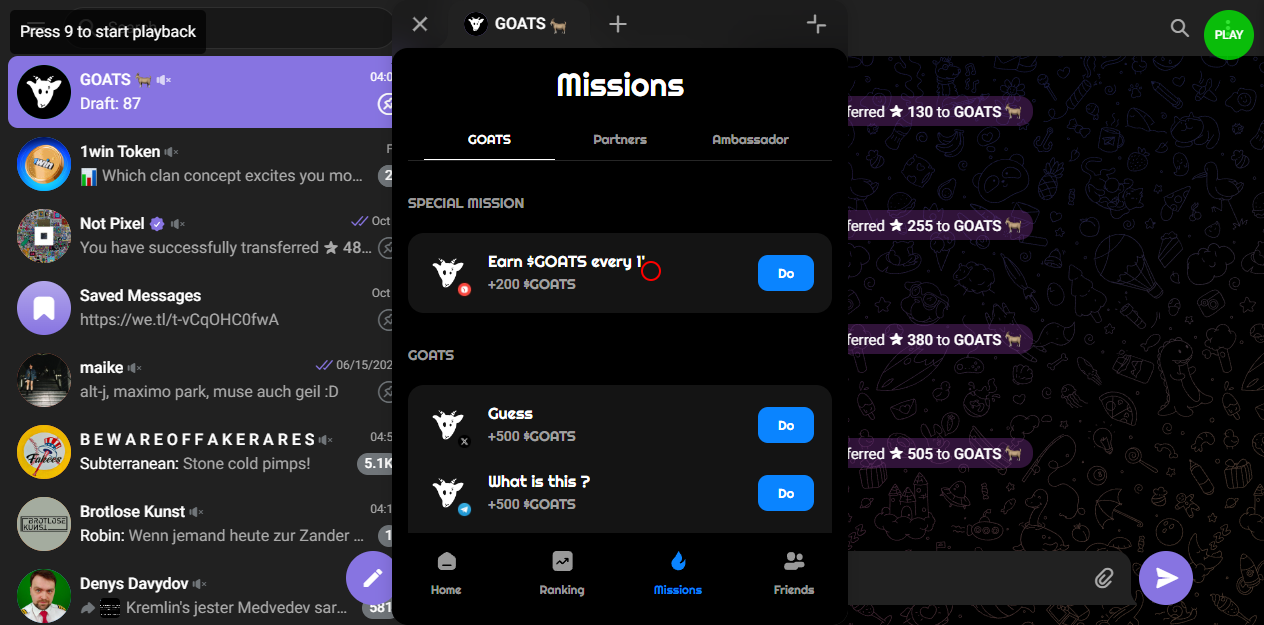 Press 9 to start playback
GOATS
04:0
Draft: 87
1win Token
F
Which clan concept excites you mo...
2
Not Pixel
Oct
You have successfully transferred ★ 48...
Saved Messages
Oct
https://we.tl/t-vCqOHC0fwA
maike
06/15/202
alt-j, maximo park, muse auch geil :D
B E W A R E O F F A K E R A R E S
04:5
Subterranean: Stone cold pimps!
5.1K
Brotlose Kunst
04:1
Robin: Wenn jemand heute zur Zander ...
1
Denys Davydov
Kremlin's jester Medvedev sar...
581
1win
Fakees
BROTLOSE
KUNST
GOATS
Missions
GOATS
Partners
Ambassador
SPECIAL MISSION
Earn $GOATS every 1'
+200 $GOATS
Do
GOATS
Guess
+500 $GOATS
Do
What is this ?
+500 $GOATS
Do
Home
Ranking
Missions
Friends
PLAY
ferred ★ 130 to GOATS
ferred ★ 255 to GOATS
ferred ★ 380 to GOATS
ferred ★ 505 to GOATS